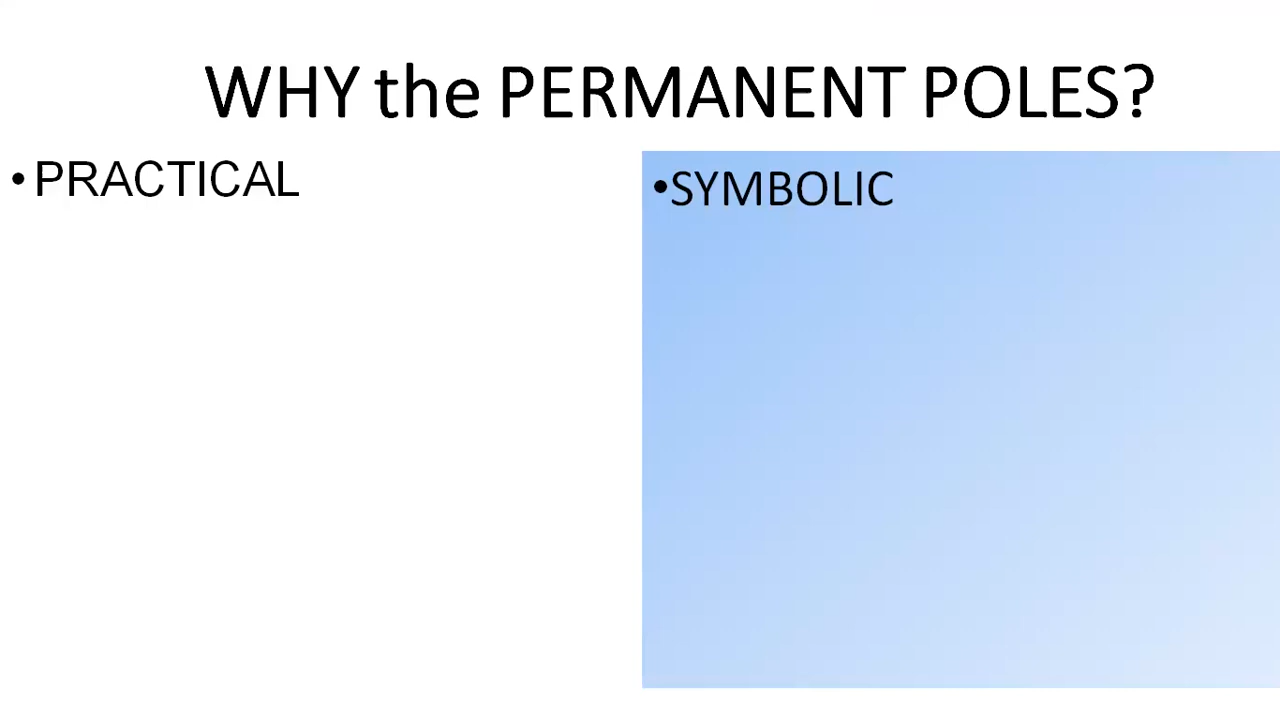 WHY the PERMANENT POLES?
•PRACTICAL
•SYMBOLIC